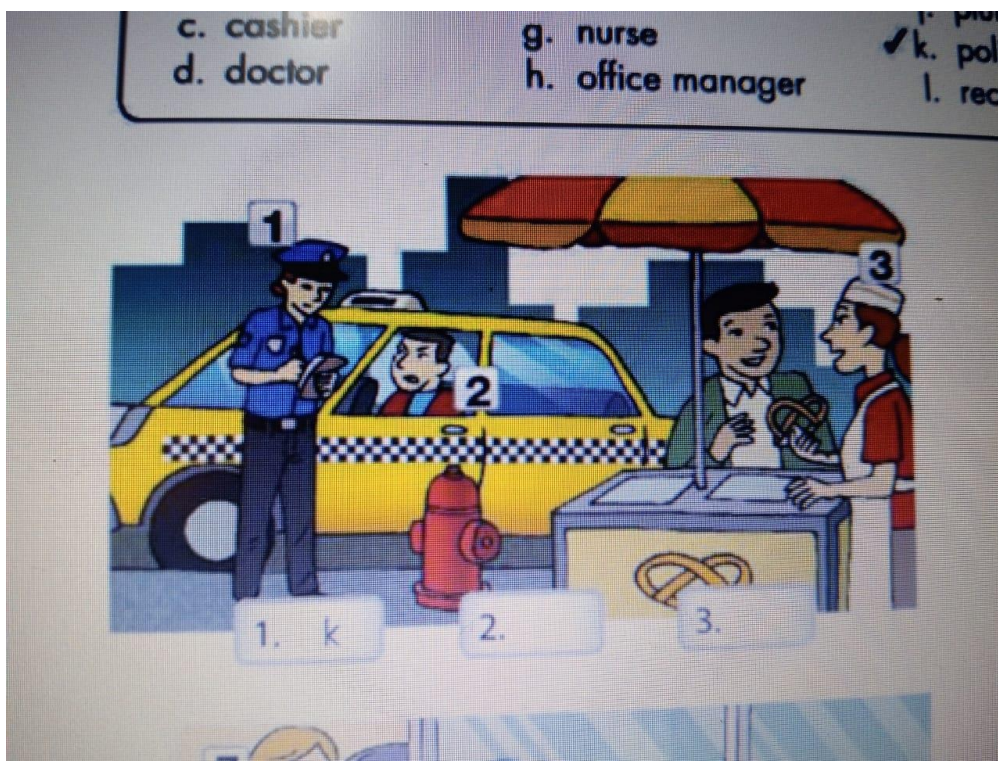 c. cashier
d. doctor
g. nurse
h. office manager
k. pol
l. rec
1
2
3
1. k
2.
3.